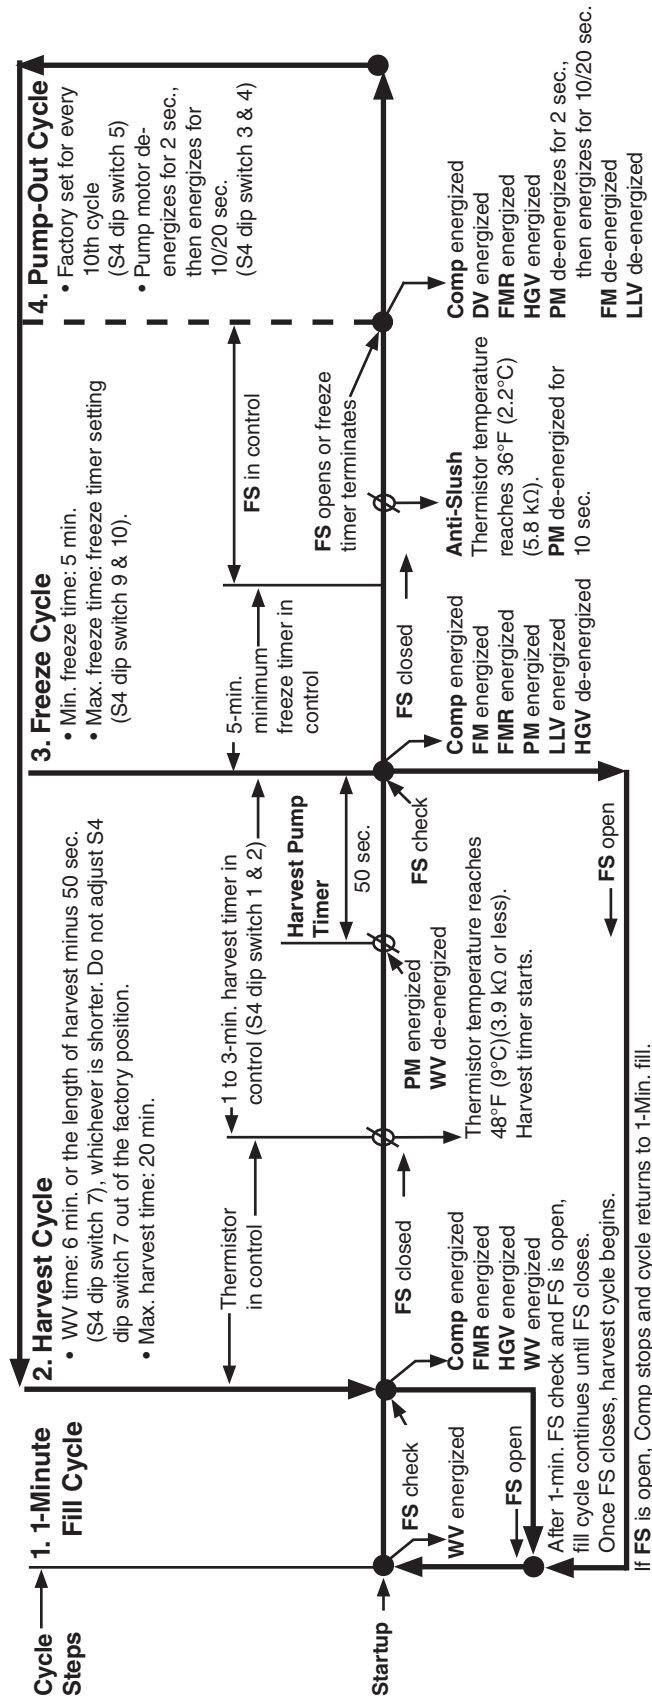 Cycle
Steps
1. 1-Minute
Fill Cycle
2. Harvest Cycle
• WV time: 6 min. or the length of harvest minus 50 sec.
(S4 dip switch 7), whichever is shorter. Do not adjust S4
dip switch 7 out of the factory position.
• Max. harvest time: 20 min.
3. Freeze Cycle
• Min. freeze time: 5 min.
• Max. freeze time: freeze timer setting
(S4 dip switch 9 & 10).
4. Pump-Out Cycle
• Factory set for every
10th cycle
(S4 dip switch 5)
• Pump motor de-
energizes for 2 sec.,
then energizes for
10/20 sec.
(S4 dip switch 3 & 4)
Thermistor
in control
1 to 3-min. harvest timer in
control (S4 dip switch 1 & 2)
Harvest Pump
Timer
50 sec.
5-min.
minimum
freeze timer in
control
FS in control
FS opens or freeze
timer terminates
Startup
FS check
WV energized
FS open
After 1-min. FS check and FS is open,
fill cycle continues until FS closes.
Once FS closes, harvest cycle begins.
FS closed
Comp energized
FMR energized
HGV energized
WV energized
Thermistor temperature reaches
48°F (9°C)(3.9 kΩ or less).
Harvest timer starts.
PM energized
WV de-energized
FS check
FS closed
Comp energized
FM energized
FMR energized
PM energized
LLV energized
HGV de-energized
Anti-Slush
Thermistor temperature
reaches 36°F (2.2°C)
(5.8 kΩ).
PM de-energized for
10 sec.
Comp energized
DV energized
FMR energized
HGV energized
PM de-energizes for 2 sec.,
then energizes for 10/20 sec.
FM de-energized
LLV de-energized
FS open
If FS is open, Comp stops and cycle returns to 1-Min. fill.